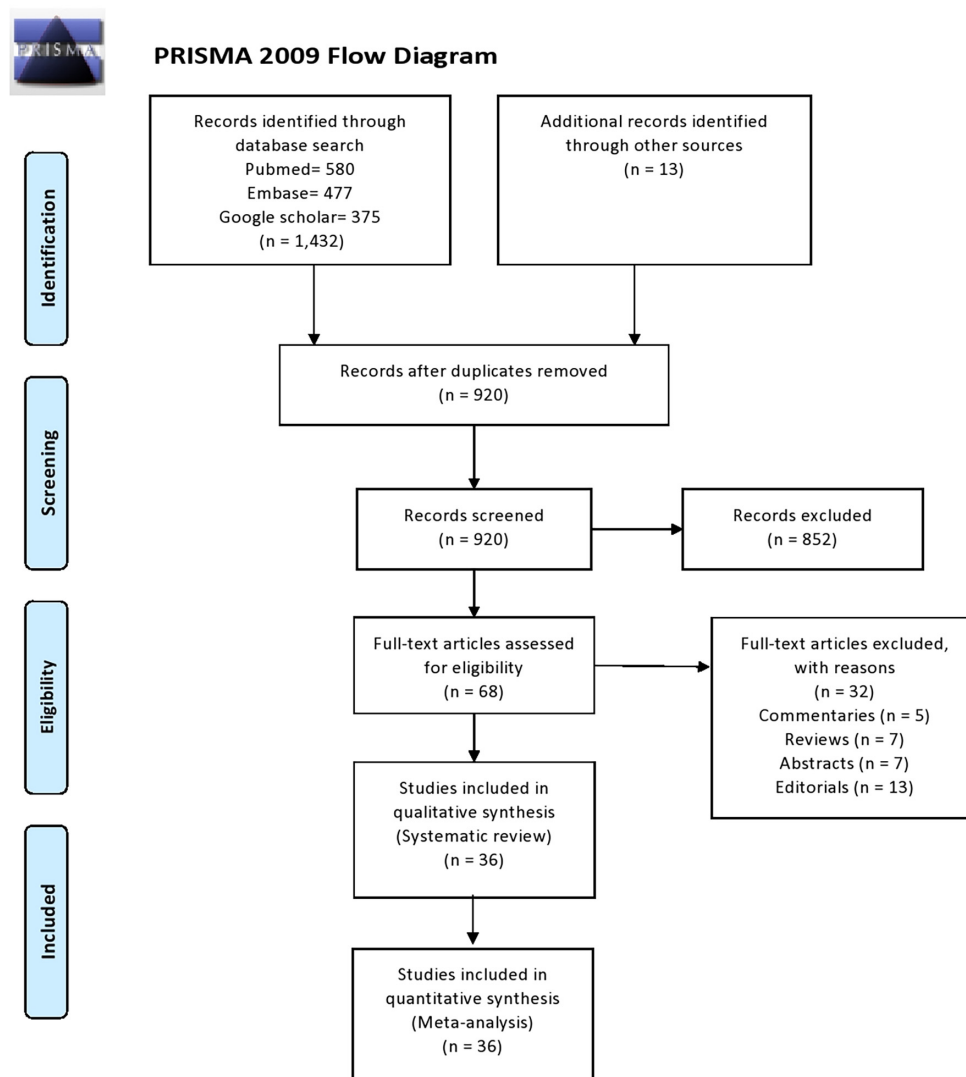 PRISMA
PRISMA 2009 Flow Diagram
Records identified through
database search
Pubmed= 580
Embase= 477
Google scholar= 375
(n = 1,432)
Additional records identified
through other sources
(n = 13)
Identification
Records after duplicates removed
(n = 920)
Screening
Records screened
(n = 920)
Records excluded
(n = 852)
Eligibility
Full-text articles assessed
for eligibility
(n = 68)
Full-text articles excluded,
with reasons
(n = 32)
Commentaries (n = 5)
Reviews (n = 7)
Abstracts (n = 7)
Editorials (n = 13)
Studies included in
qualitative synthesis
(Systematic review)
(n = 36)
Included
Studies included in
quantitative synthesis
(Meta-analysis)
(n = 36)